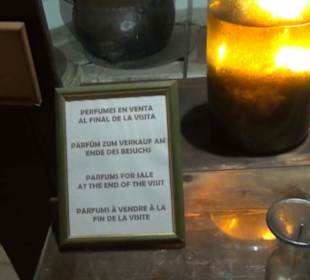 PERFUMES EN VENTA
AL FINAL DE LA VISITA
PARFÜM ZUM VERKAUF AM
ENDE DES BESUCHS
PARFUMS FOR SALE
AT THE END OF THE VISIT
PARFUMS À VENDRE À LA
FIN DE LA VISITE